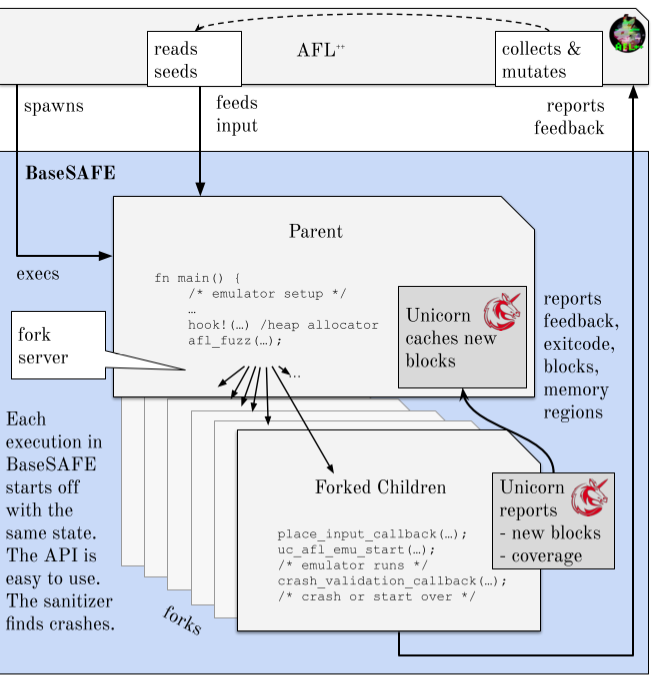 reads
seeds
AFL++
collects &
mutates
AFL++
spawns
feeds
input
reports
feedback
BaseSAFE
execs
Parent
fn main() {
/* emulator setup */
…
hook!(…) /heap allocator
afl_fuzz(…);
…
fork
server
Unicorn
caches new
blocks
reports
feedback,
exitcode,
blocks,
memory
regions
Each
execution in
BaseSAFE
starts off
with the
same state.
The API is
easy to use.
The sanitizer
finds crashes.
forks
Forked Children
place_input_callback(…);
uc_afl_emu_start(…);
/* emulator runs */
crash_validation_callback(…);
/* crash or start over */
Unicorn
reports
- new blocks
- coverage